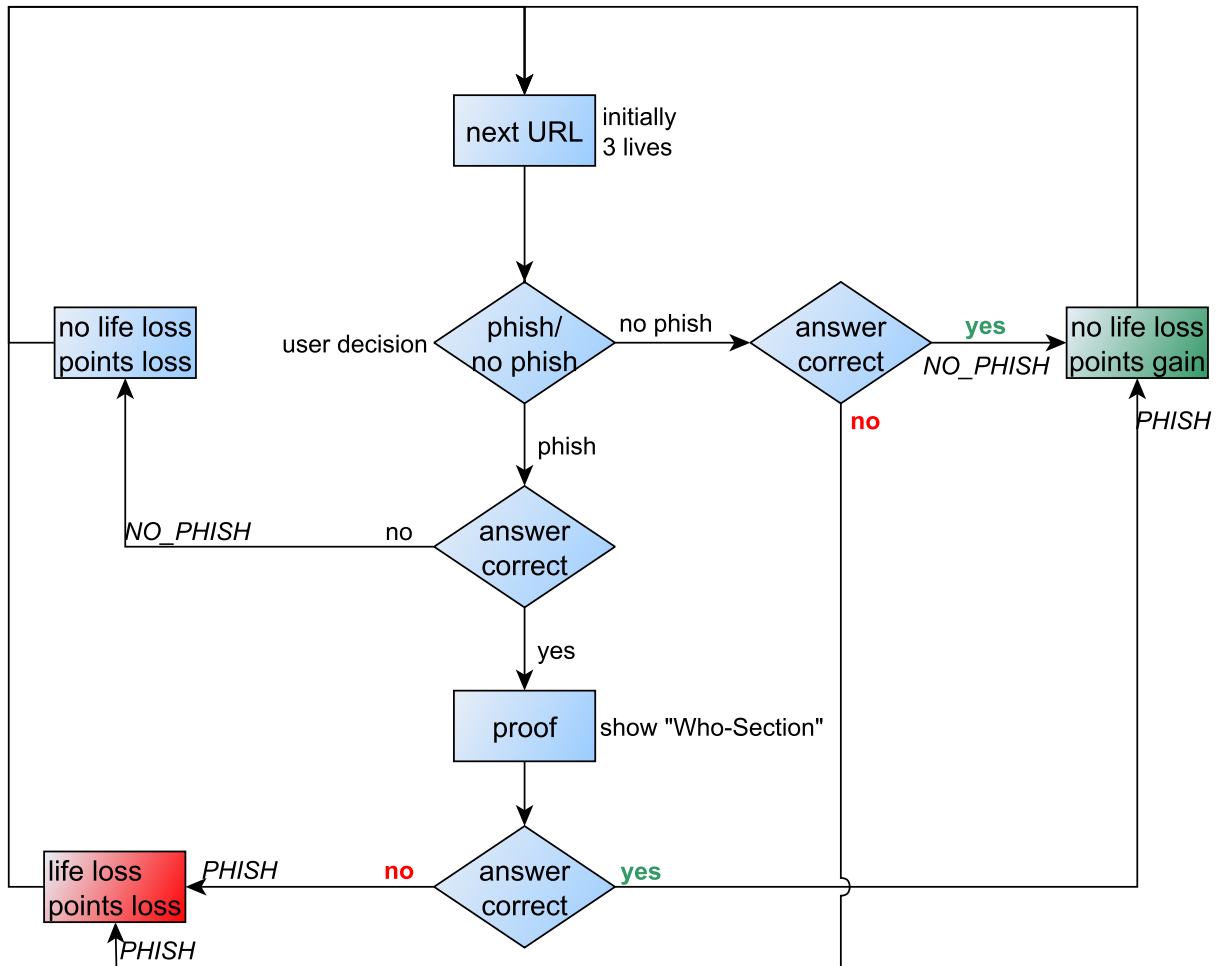 next URL
initially
3 lives
no life loss
points loss
user decision
phish/
no phish
no phish
answer
correct
yes
NO_PHISH
no life loss
points gain
no
PHISH
phish
NO_PHISH
no
answer
correct
yes
proof
show "Who-Section"
life loss
points loss
PHISH
no
answer
correct
yes
PHISH